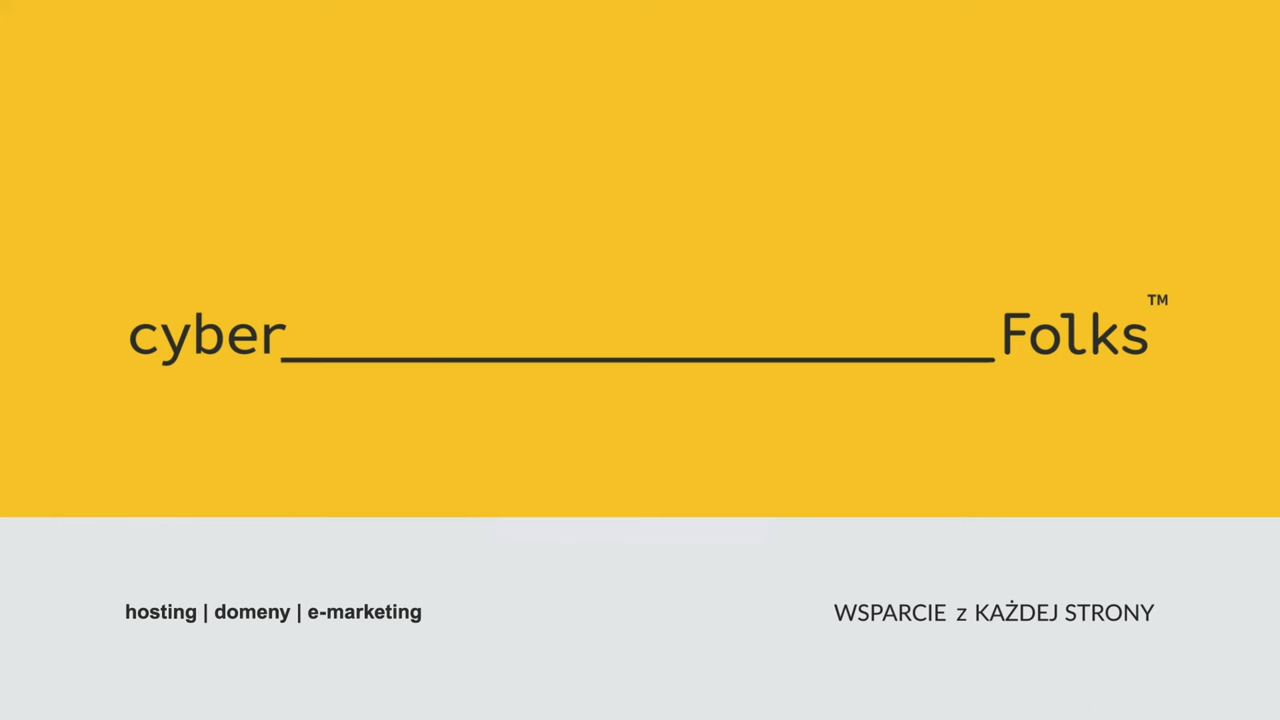 cyber_Folks™
hosting | domeny | e-marketing
WSPARCIE z KAŻDEJ STRONY